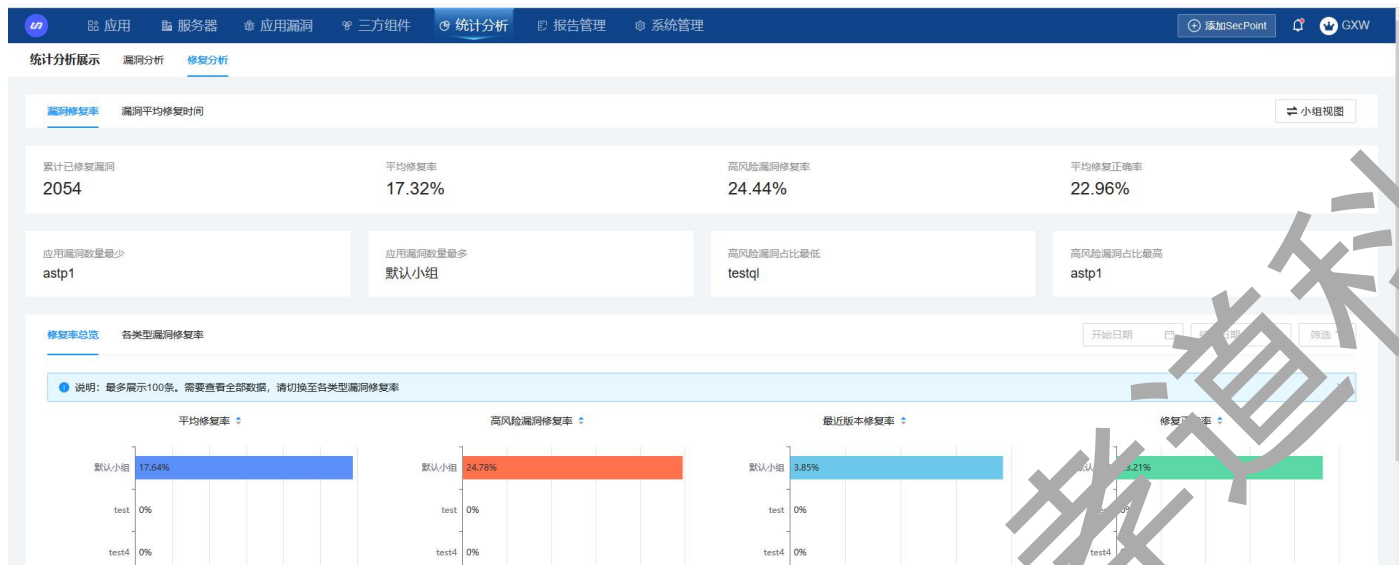 应用 服务器 应用漏洞 三方组件 统计分析 报告管理 系统管理 添加SecPoint GXW
统计分析展示 漏洞分析 修复分析
漏洞修复率 漏洞平均修复时间 小组视图
累计已修复漏洞 平均修复率 高风险漏洞修复率 平均修复正确率
2054 17.32% 24.44% 22.96%
应用漏洞数量最少 应用漏洞数量最多 高风险漏洞占比最低 高风险漏洞占比最高
astp1 默认小组 testql astp1
修复率总览 各类型漏洞修复率 开始日期 日期 筛选
说明：最多展示100条。需要查看全部数据，请切换至各类型漏洞修复率
平均修复率 高风险漏洞修复率 最近版本修复率 修复正 率
默认小组 17.64% 默认小组 24.78% 默认小组 3.85% 3.21%
test 0% test 0% test 0% 0%
test4 0% test4 0% test4 0% test4
道